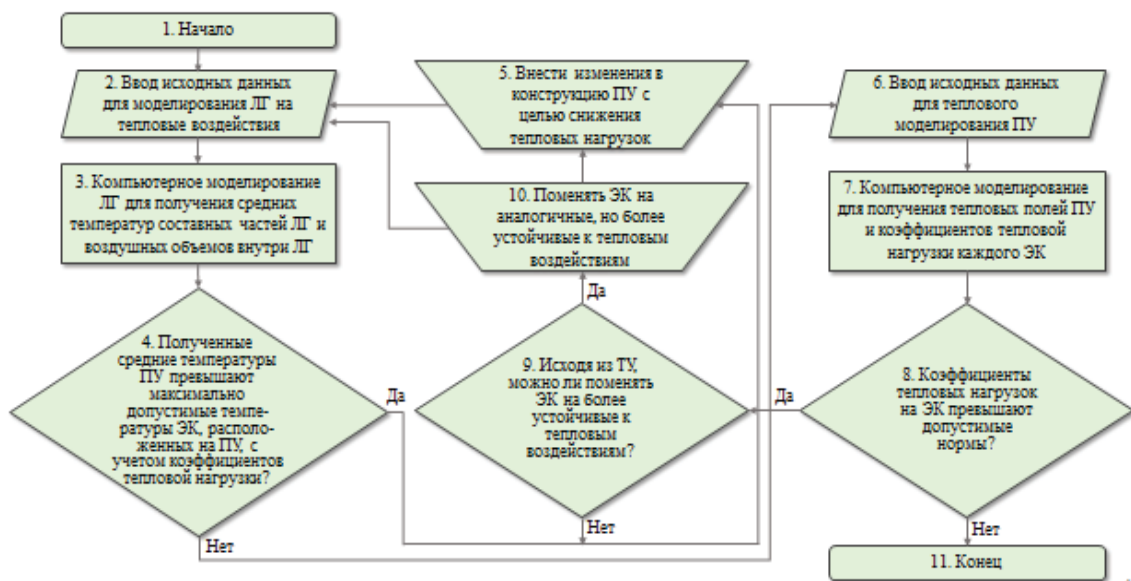 1. Начало
2. Ввод исходных данных
для моделирования ЛГ на
тепловые воздействия
3. Компьютерное моделирование
ЛГ для получения средних
температур составных частей ЛГ и
воздушных объемов внутри ЛГ
4. Полученные
средние температуры
ПУ превышают
максимально
допустимые темпе-
ратуры ЭК, располо-
женных на ПУ, с
учетом коэффициентов
тепловой нагрузки?
Да
Нет
5. Внести изменения в
конструкцию ПУ с
целью снижения
тепловых нагрузок
10. Поменять ЭК на
аналогичные, но более
устойчивые к тепловым
воздействиям
Да
9. Исходя из ТУ,
можно ли поменять
ЭК на более
устойчивые к
тепловым
воздействиям?
Нет
6. Ввод исходных данных
для теплового
моделирования ПУ
7. Компьютерное моделирование
для получения тепловых полей ПУ
и коэффициентов тепловой
нагрузки каждого ЭК
Да
8. Коэффициенты
тепловых нагрузок
на ЭК превышают
допустимые
нормы?
Нет
11. Конец